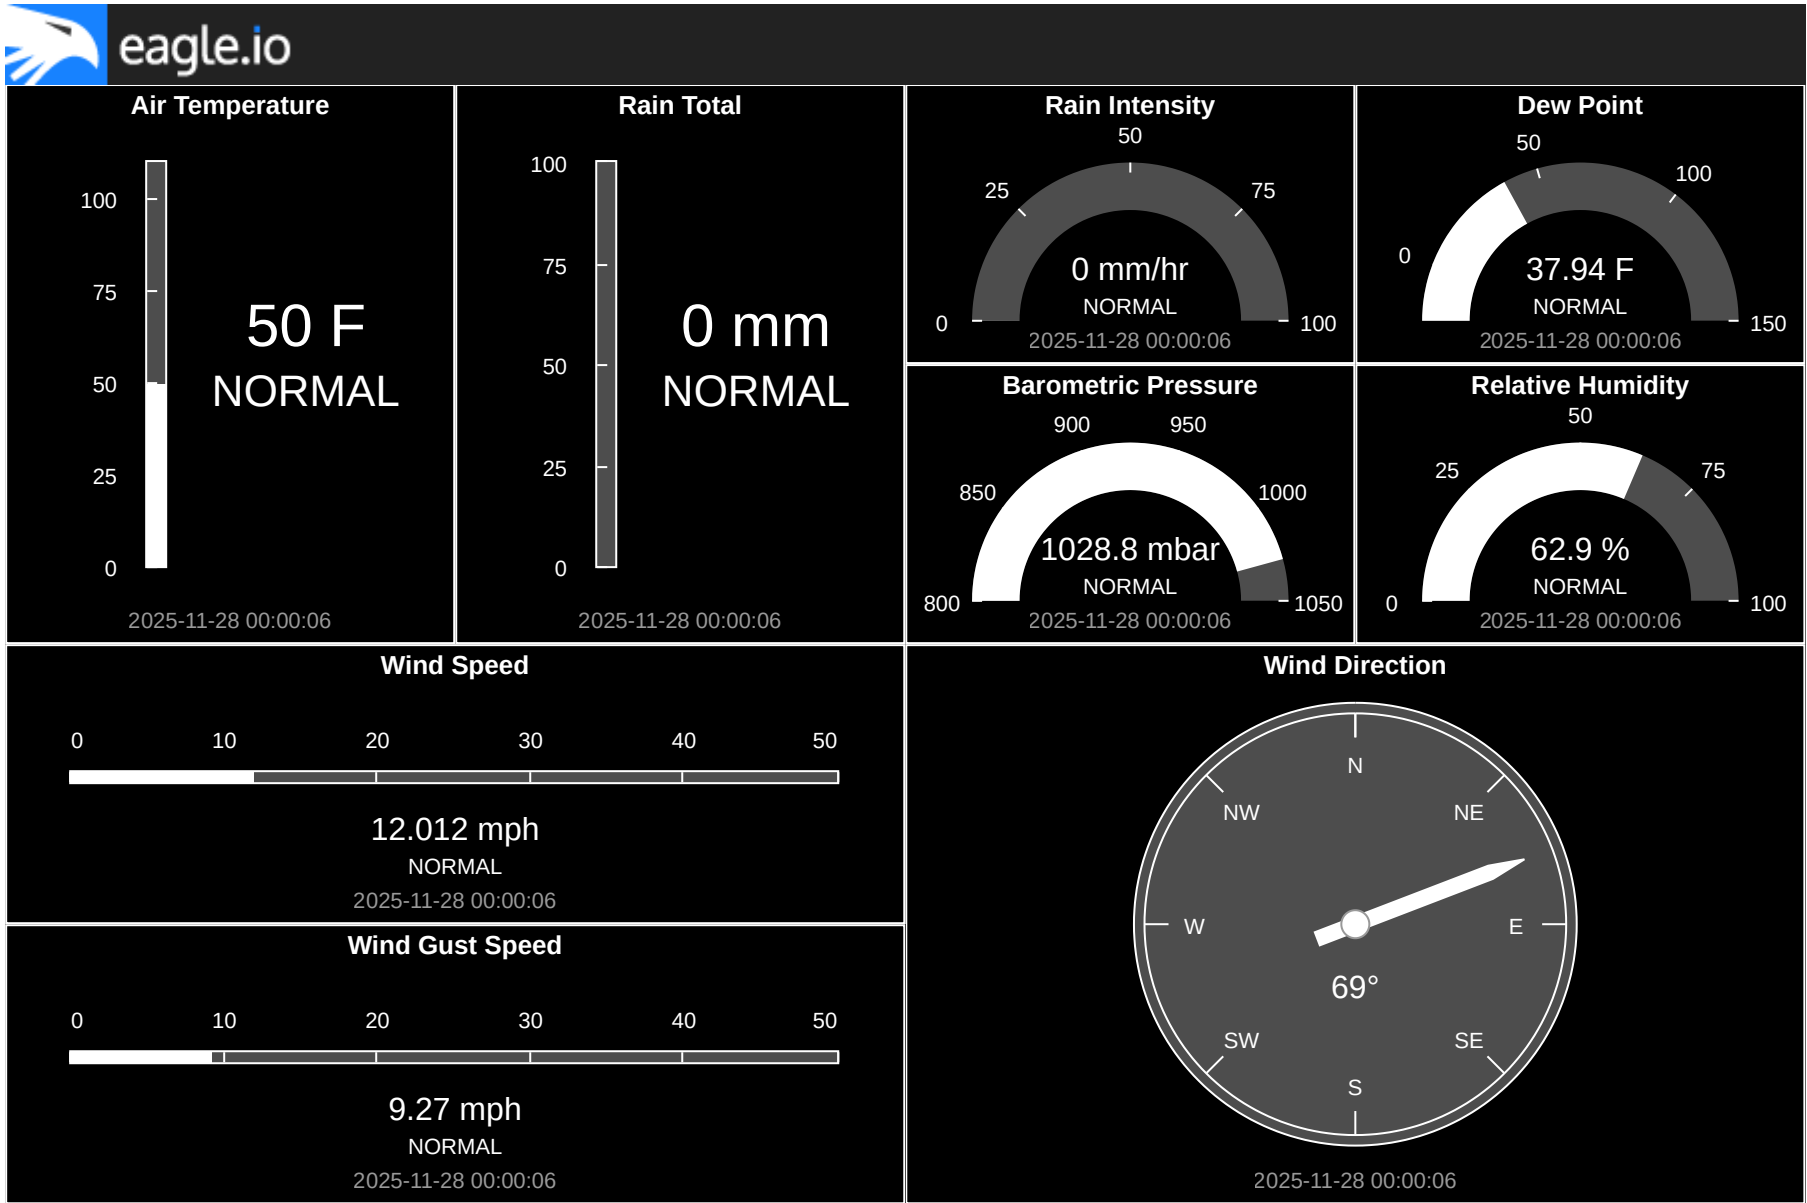 eagle.io
Air Temperature
100
75
50
25
0
50 F
NORMAL
2025-11-28 00:00:06
Rain Total
100
75
50
25
0
0 mm
NORMAL
2025-11-28 00:00:06
Rain Intensity
0
25
50
75
100
0 mm/hr
NORMAL
2025-11-28 00:00:06
Dew Point
0
50
100
150
37.94 F
NORMAL
2025-11-28 00:00:06
Barometric Pressure
800
850
900
950
1000
1050
1028.8 mbar
NORMAL
2025-11-28 00:00:06
Relative Humidity
0
25
50
75
100
62.9 %
NORMAL
2025-11-28 00:00:06
Wind Speed
0 10 20 30 40 50
12.012 mph
NORMAL
2025-11-28 00:00:06
Wind Gust Speed
0 10 20 30 40 50
9.27 mph
NORMAL
2025-11-28 00:00:06
Wind Direction
N
NW NE
W E
69°
SW SE
S
2025-11-28 00:00:06